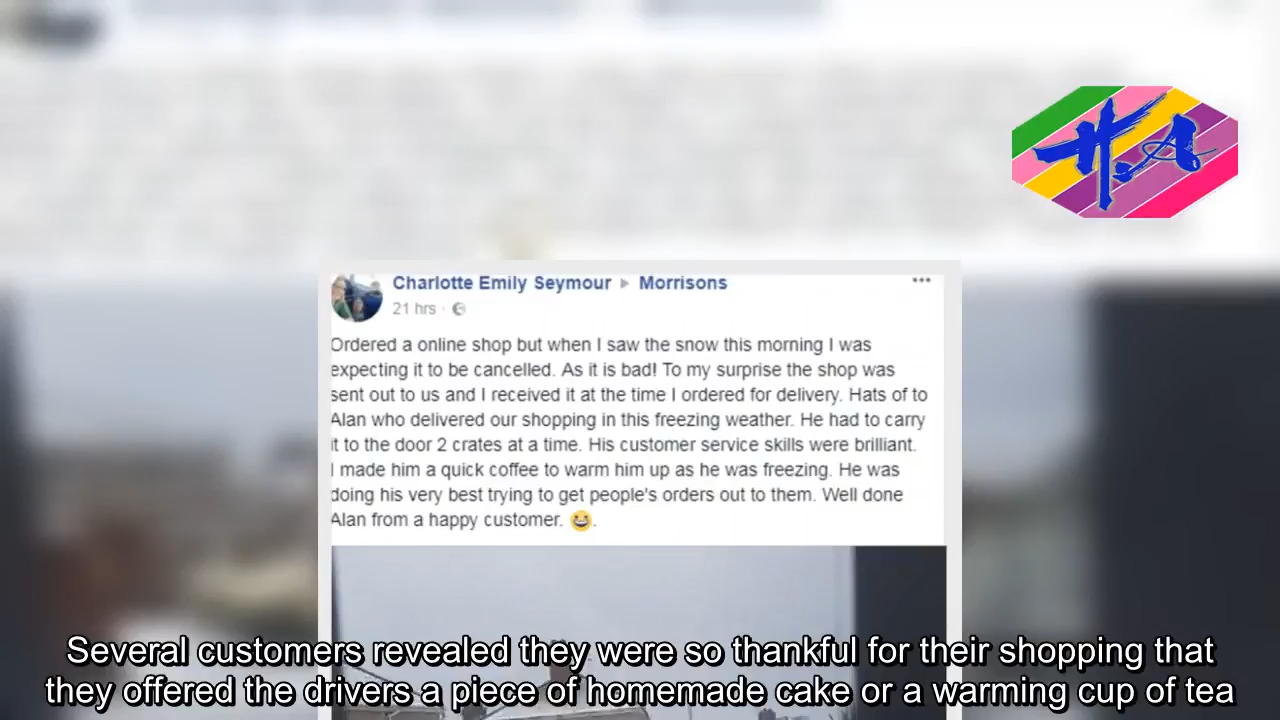 H.A
Charlotte Emily Seymour ▸ Morrisons
21 hrs ·
Ordered a online shop but when I saw the snow this morning I was
expecting it to be cancelled. As it is bad! To my surprise the shop was
sent out to us and I received it at the time I ordered for delivery. Hats of to
Alan who delivered our shopping in this freezing weather. He had to carry
it to the door 2 crates at a time. His customer service skills were brilliant.
I made him a quick coffee to warm him up as he was freezing. He was
doing his very best trying to get people's orders out to them. Well done
Alan from a happy customer. 😀.
Several customers revealed they were so thankful for their shopping that
they offered the drivers a piece of homemade cake or a warming cup of tea